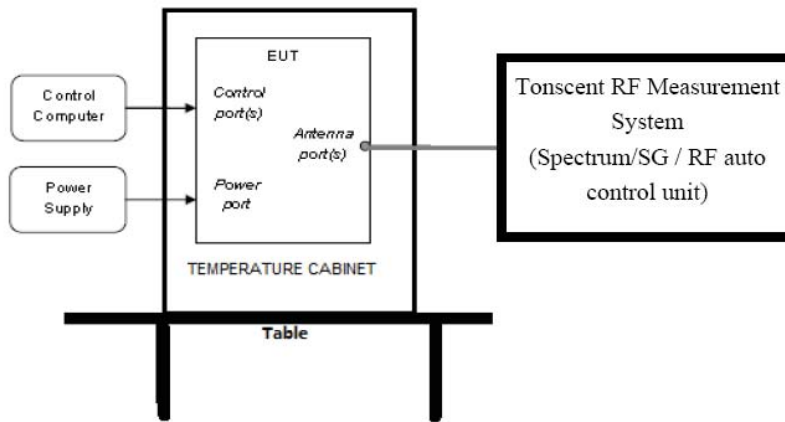 EUT
Control
port(s)
Antenna
port(s)
Power
port
Control
Computer
Power
Supply
TEMPERATURE CABINET
Table
Tonscent RF Measurement
System
(Spectrum/SG / RF auto
control unit)